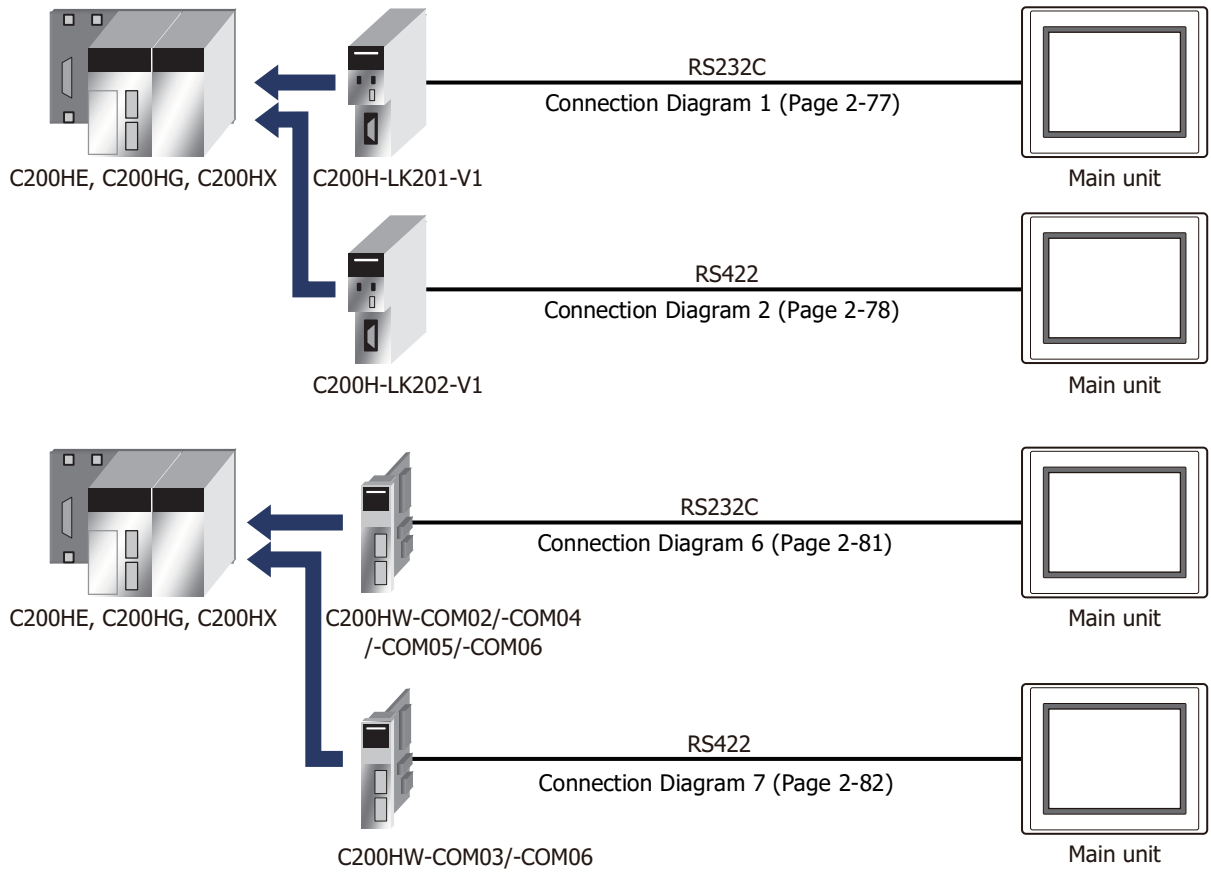 RS232C
Connection Diagram 1 (Page 2-77)
C200HE, C200HG, C200HX
C200H-LK201-V1
Main unit
RS422
Connection Diagram 2 (Page 2-78)
C200H-LK202-V1
Main unit
RS232C
Connection Diagram 6 (Page 2-81)
C200HE, C200HG, C200HX
C200HW-COM02/-COM04
/-COM05/-COM06
Main unit
RS422
Connection Diagram 7 (Page 2-82)
C200HW-COM03/-COM06
Main unit